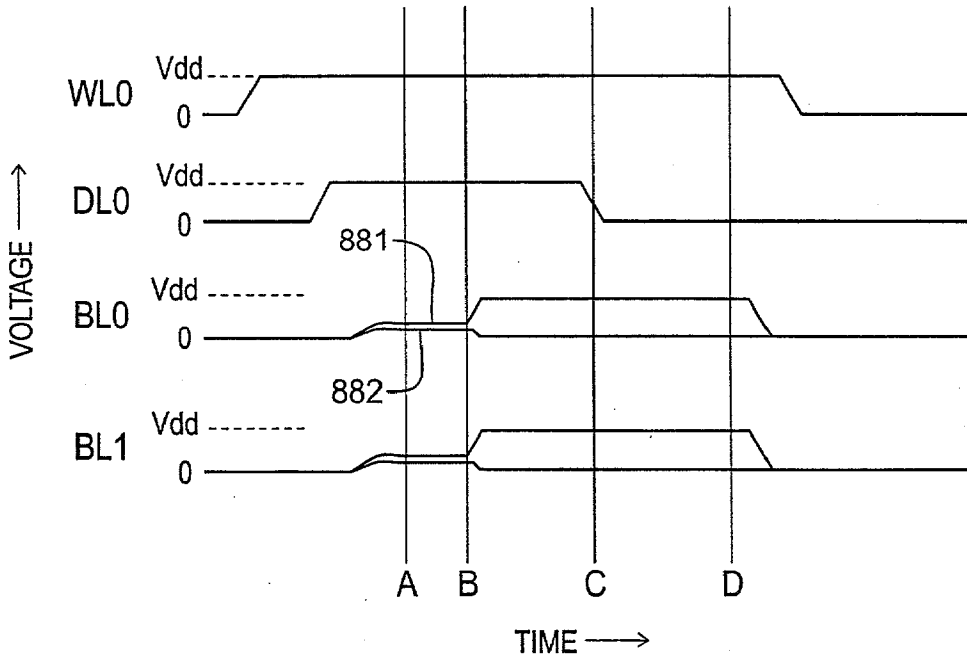 VOLTAGE
WL0
Vdd
0
DL0
Vdd
0
881
BL0
Vdd
0
882
BL1
Vdd
0
A B C D
TIME